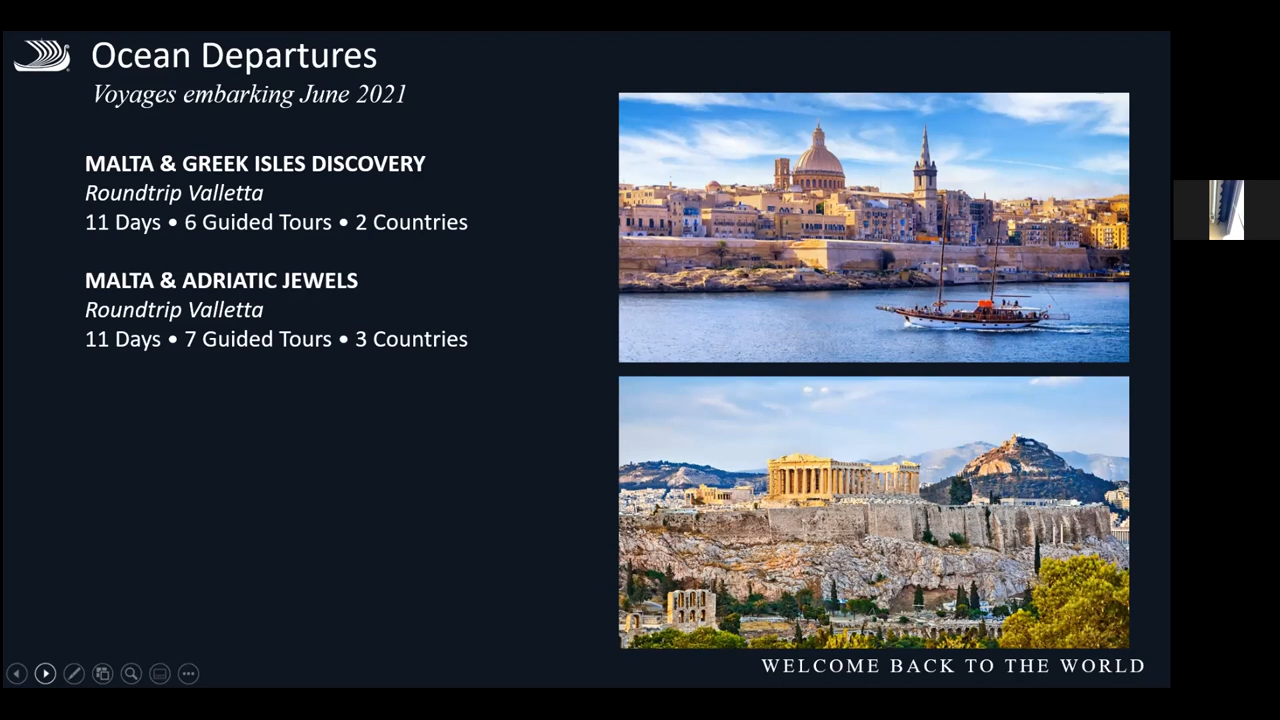 Ocean Departures
Voyages embarking June 2021
MALTA & GREEK ISLES DISCOVERY
Roundtrip Valletta
11 Days • 6 Guided Tours • 2 Countries
MALTA & ADRIATIC JEWELS
Roundtrip Valletta
11 Days • 7 Guided Tours • 3 Countries
WELCOME BACK TO THE WORLD